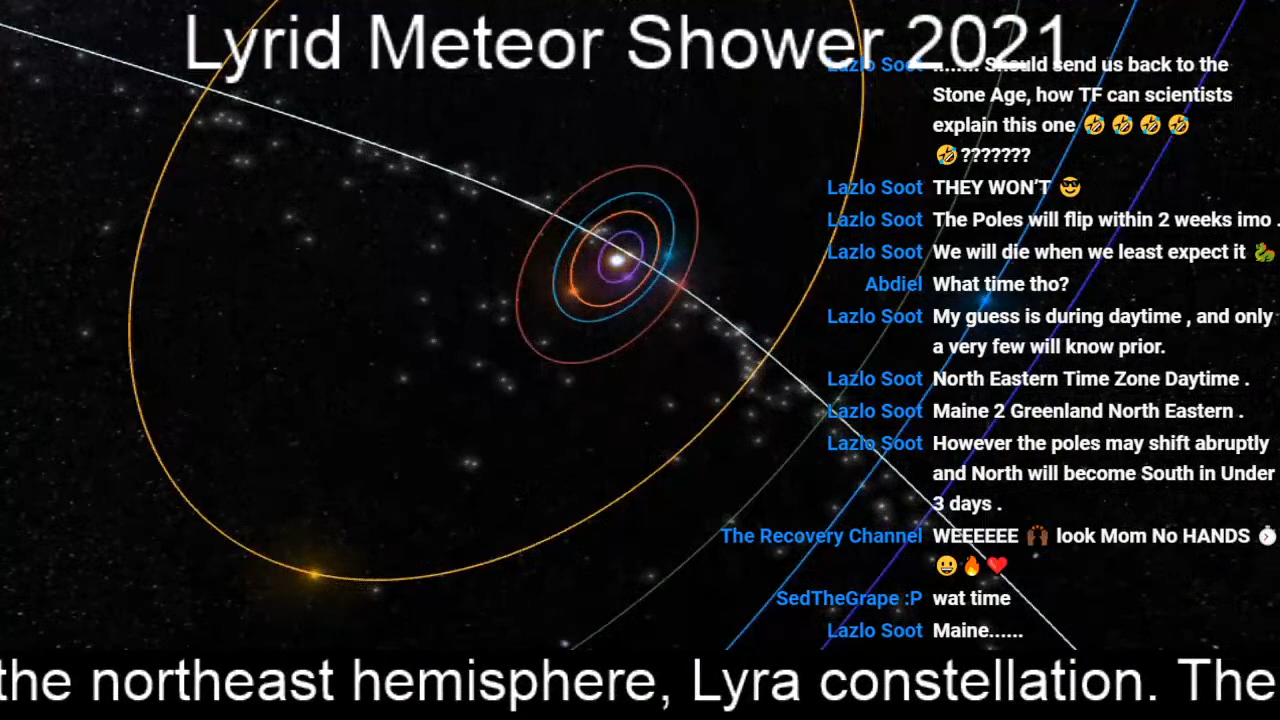 Lyrid Meteor Shower 2021
Lazlo Soot ....... Should send us back to the
Stone Age, how TF can scientists
explain this one 🤣 🤣 🤣 🤣
🤣???????
Lazlo Soot THEY WON'T 😎
Lazlo Soot The Poles will flip within 2 weeks imo .
Lazlo Soot We will die when we least expect it 🐉
Abdiel What time tho?
Lazlo Soot My guess is during daytime , and only
a very few will know prior.
Lazlo Soot North Eastern Time Zone Daytime .
Lazlo Soot Maine 2 Greenland North Eastern .
Lazlo Soot However the poles may shift abruptly
and North will become South in Under
3 days .
The Recovery Channel WEEEEEE 🙌🏾 look Mom No HANDS ⏱
😀🔥❤️
SedTheGrape :P wat time
Lazlo Soot Maine......
the northeast hemisphere, Lyra constellation. The